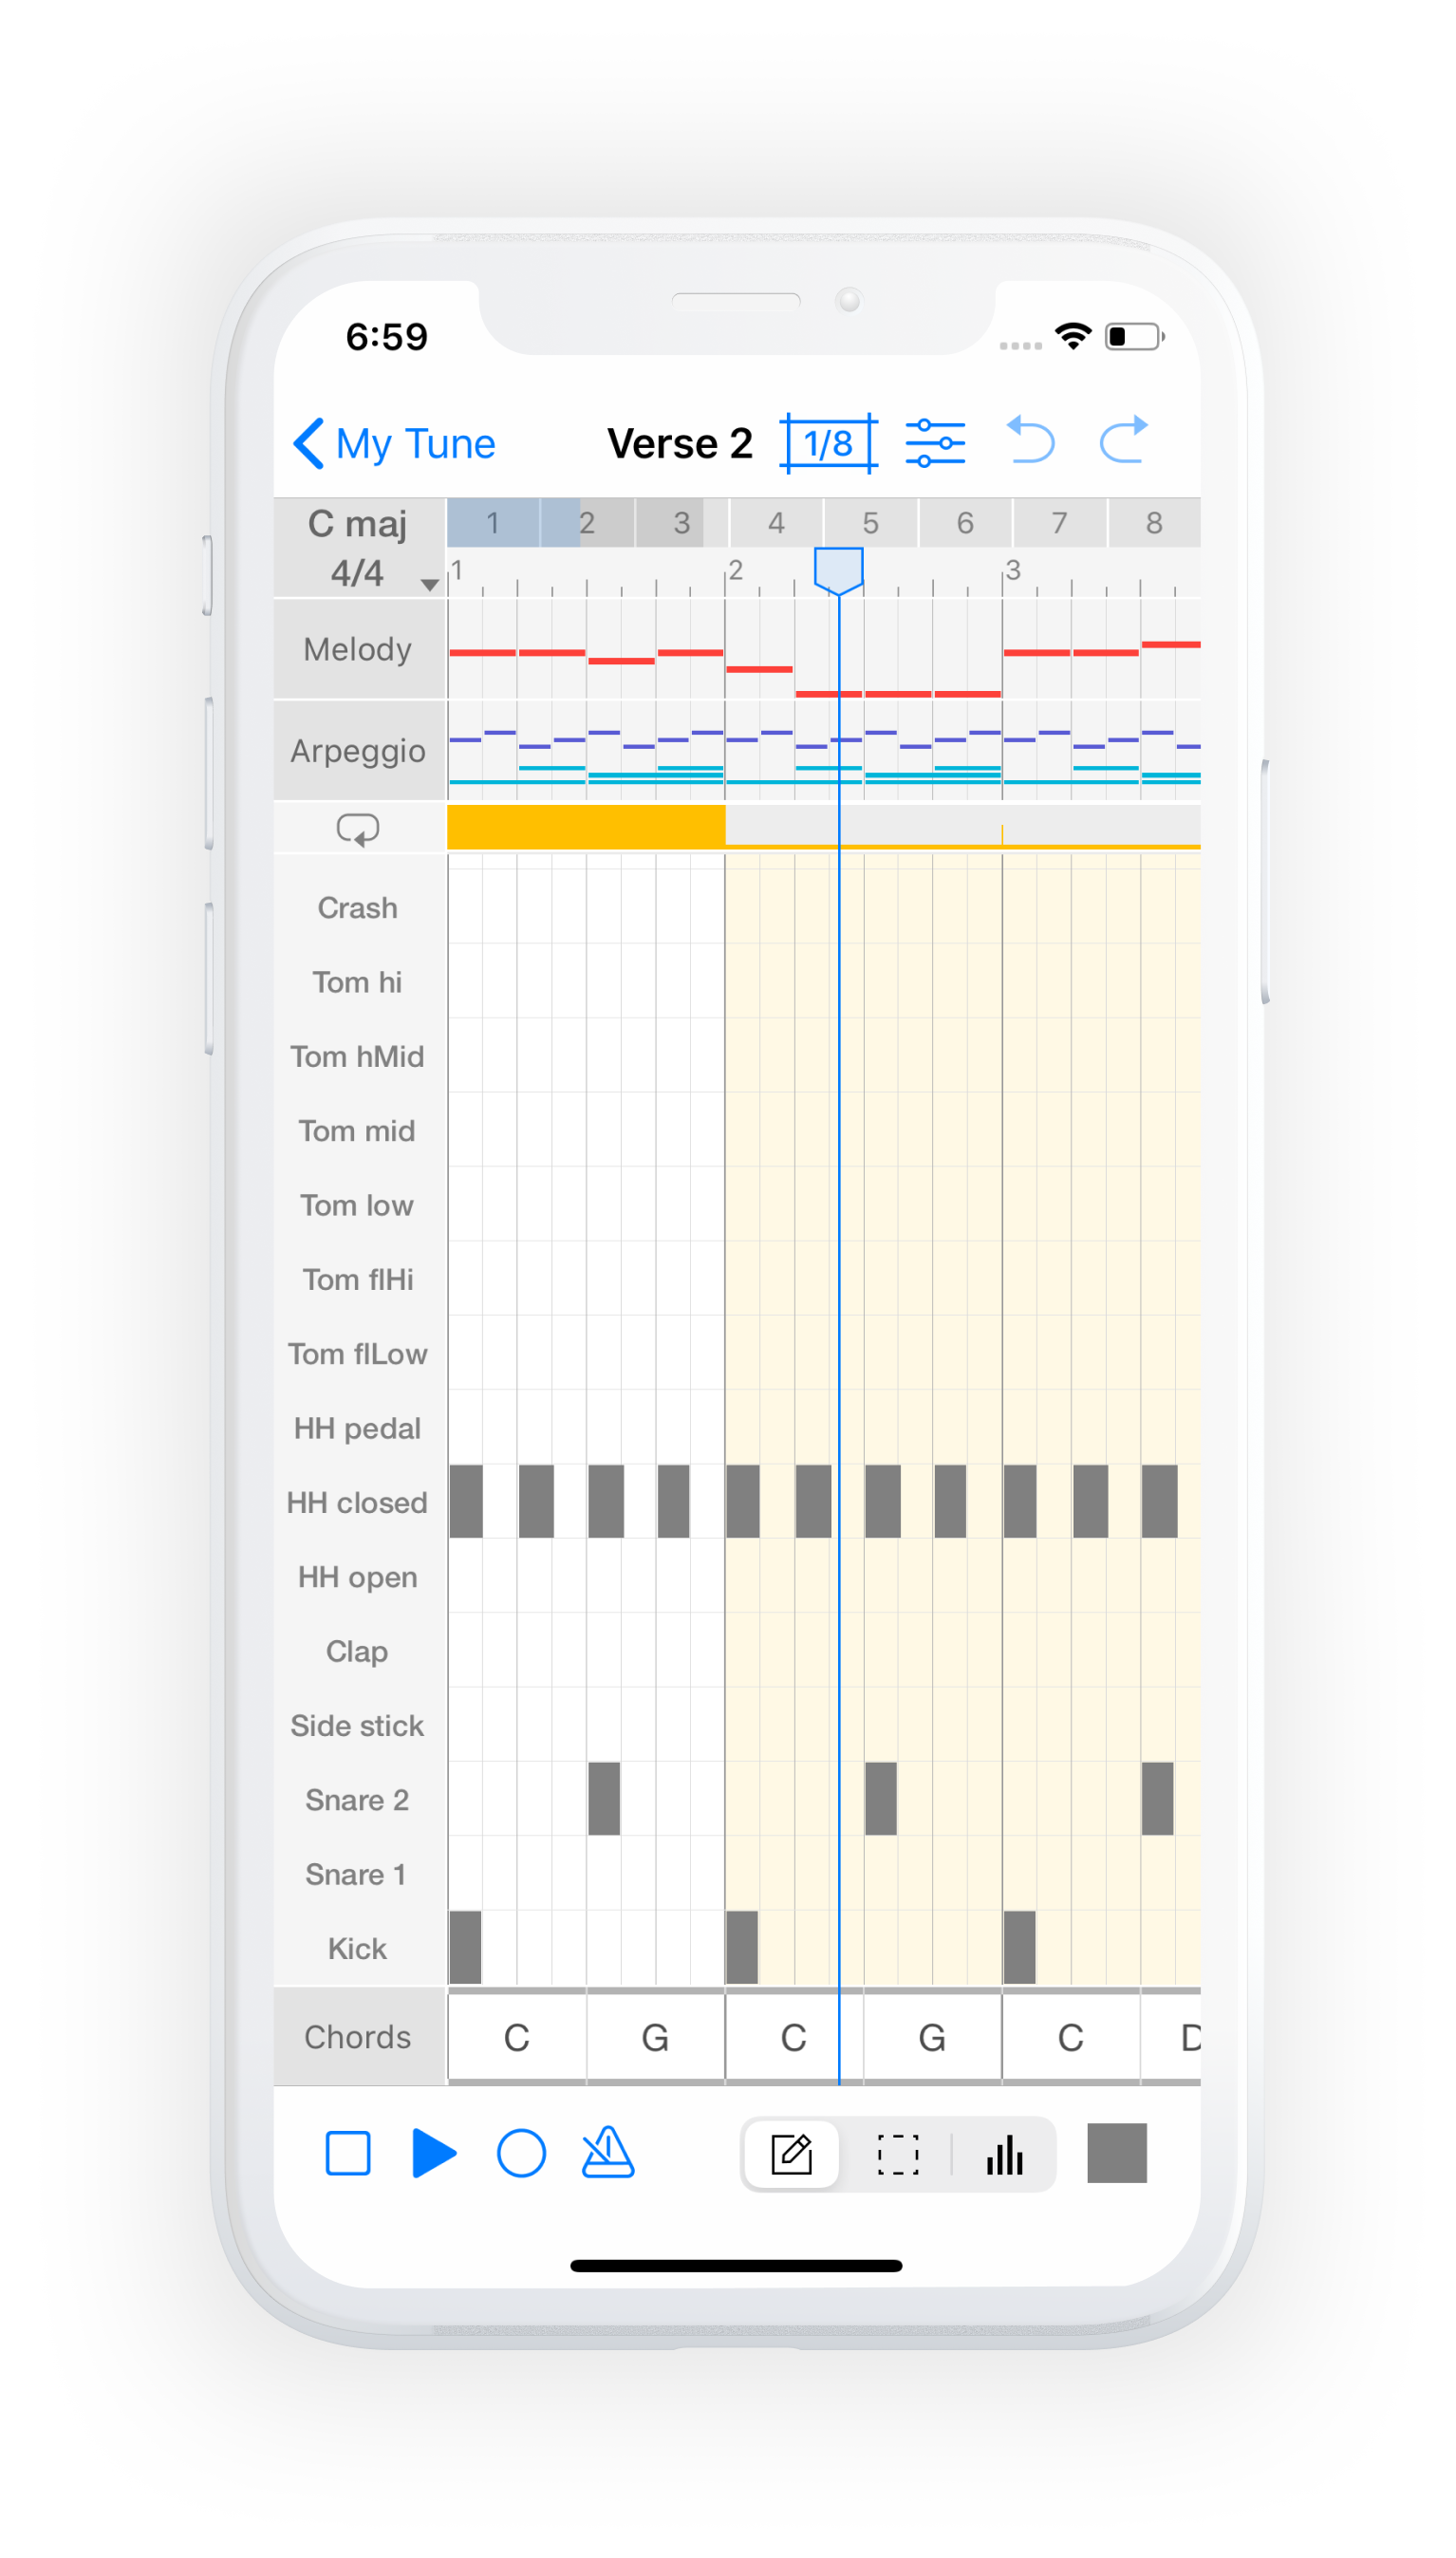 6:59
My Tune Verse 2 1/8
C maj 1 2 3 4 5 6 7 8
4/4 1 2 3
Melody
Arpeggio
Crash
Tom hi
Tom hMid
Tom mid
Tom low
Tom flHi
Tom flLow
HH pedal
HH closed
HH open
Clap
Side stick
Snare 2
Snare 1
Kick
Chords C G C G C D